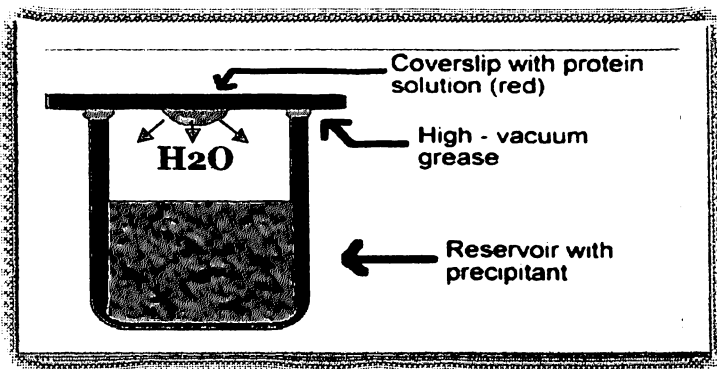 Coverslip with protein
solution (red)
High - vacuum
grease
H2O
Reservoir with
precipitant